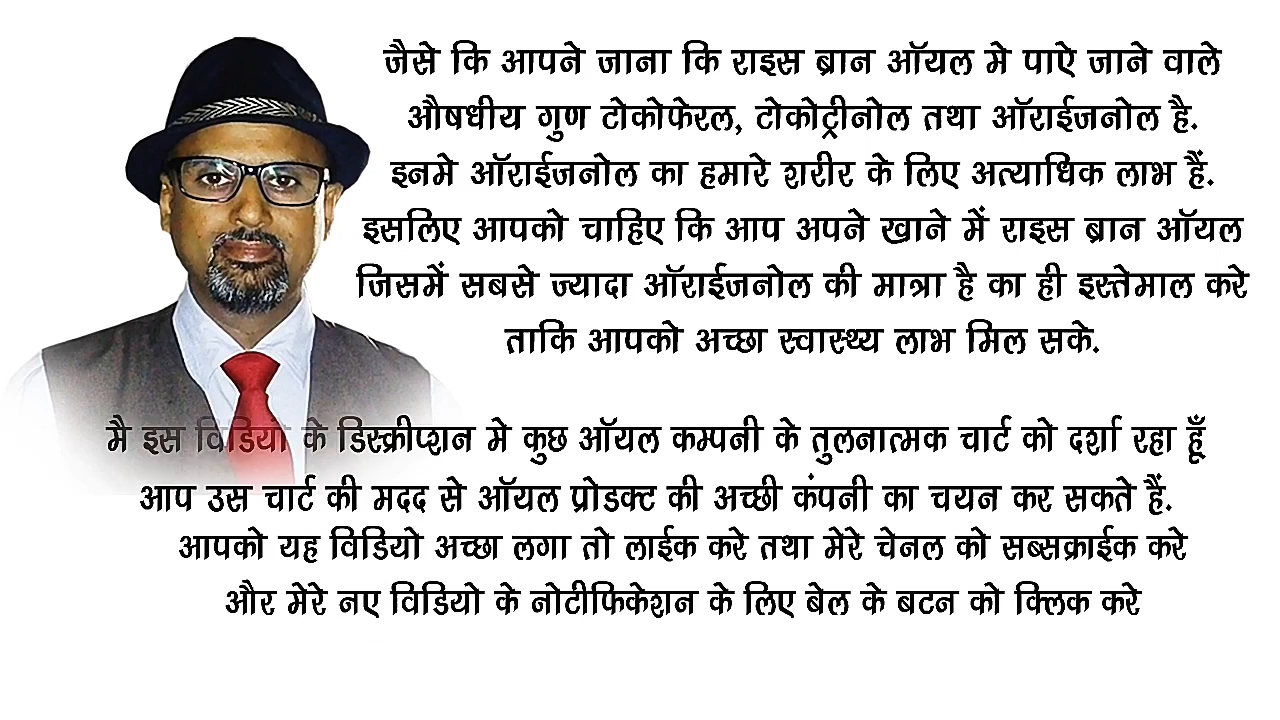 जैसे कि आपने जाना कि राइस ब्रान ऑयल मे पाऐ जाने वाले
औषधीय गुण टोकोफेरल, टोकोट्रीनोल तथा ऑराईजनोल है.
इनमे ऑराईजनोल का हमारे शरीर के लिए अत्याधिक लाभ हैं.
इसलिए आपको चाहिए कि आप अपने खाने में राइस ब्रान ऑयल
जिसमें सबसे ज्यादा ऑराईजनोल की मात्रा है का ही इस्तेमाल करे
ताकि आपको अच्छा स्वास्थ्य लाभ मिल सके.
मै इस विडियो के डिस्क्रीप्शन मे कुछ ऑयल कम्पनी के तुलनात्मक चार्ट को दर्शा रहा हूँ
आप उस चार्ट की मदद से ऑयल प्रोडक्ट की अच्छी कंपनी का चयन कर सकते हैं.
आपको यह विडियो अच्छा लगा तो लाईक करे तथा मेरे चेनल को सब्सक्राईक करे
और मेरे नए विडियो के नोटीफिकेशन के लिए बेल के बटन को क्लिक करे